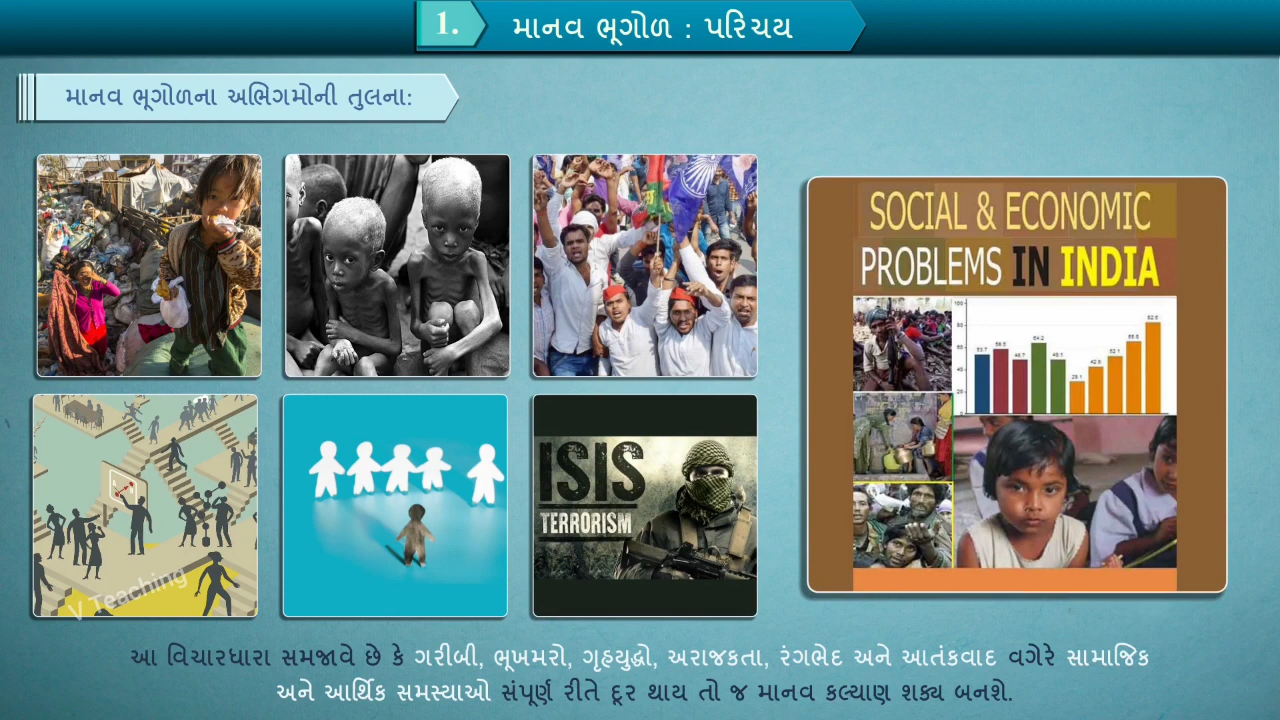 1.
માનવ ભૂગોળ : પરિચય
માનવ ભૂગોળના અભિગમોની તુલના:
SOCIAL & ECONOMIC
PROBLEMS IN INDIA
ISIS
TERRORISM
V Teaching
આ વિચારધારા સમજાવે છે કે ગરીબી, ભૂખમરો, ગૃહયુદ્ધો, અરાજકતા, રંગભેદ અને આતંકવાદ વગેરે સામાજિક
અને આર્થિક સમસ્યાઓ સંપૂર્ણ રીતે દૂર થાય તો જ માનવ કલ્યાણ શક્ય બનશે.